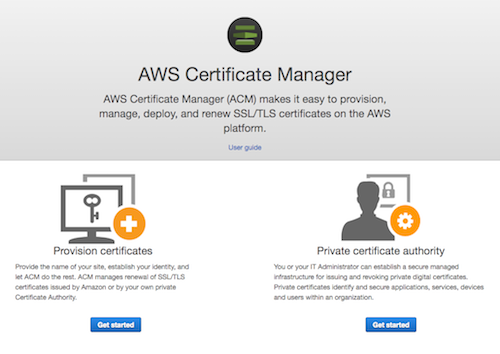 AWS Certificate Manager
AWS Certificate Manager (ACM) makes it easy to provision,
manage, deploy, and renew SSL/TLS certificates on the AWS
platform.
User guide
Provision certificates
Provide the name of your site, establish your identity, and
let ACM do the rest. ACM manages renewal of SSL/TLS
certificates issued by Amazon or by your own private
Certificate Authority.
Get started
Private certificate authority
You or your IT Administrator can establish a secure managed
infrastructure for issuing and revoking private digital certificates.
Private certificates identify and secure applications, services, devices
and users within an organization.
Get started